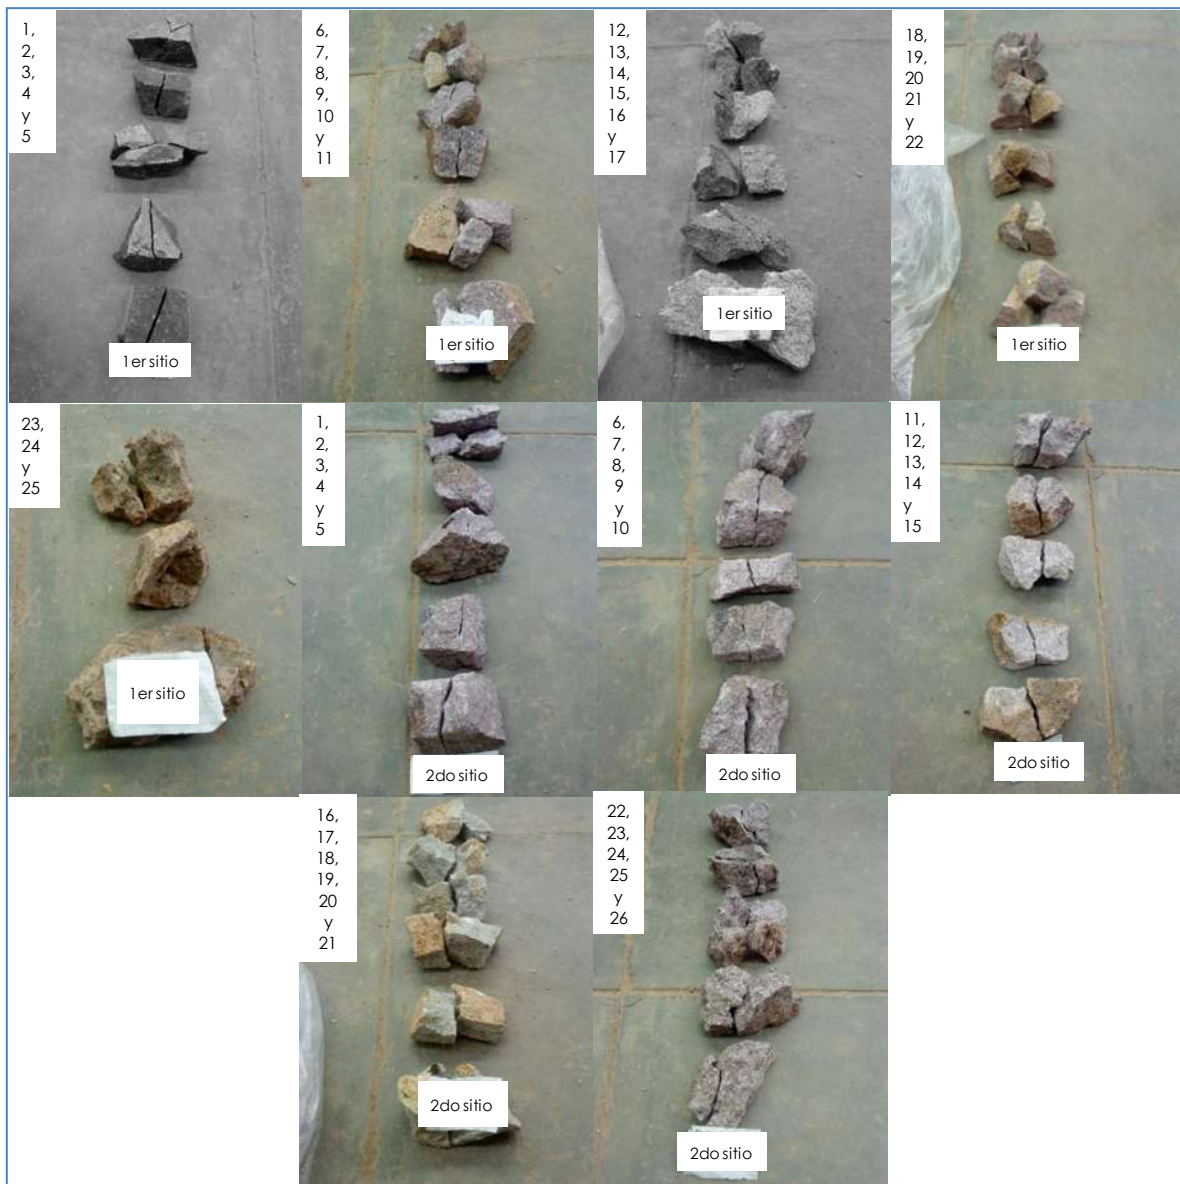 1,
2,
3,
4
y
5
1er sitio
6,
7,
8,
9,
10
y
11
1er sitio
12,
13,
14,
15,
16
y
17
1er sitio
18,
19,
20
21
y
22
1er sitio
23,
24
y
25
1er sitio
1,
2,
3,
4
y
5
2do sitio
6,
7,
8,
9
y
10
2do sitio
11,
12,
13,
14
y
15
2do sitio
16,
17,
18,
19,
20
y
21
2do sitio
22,
23,
24,
25
y
26
2do sitio